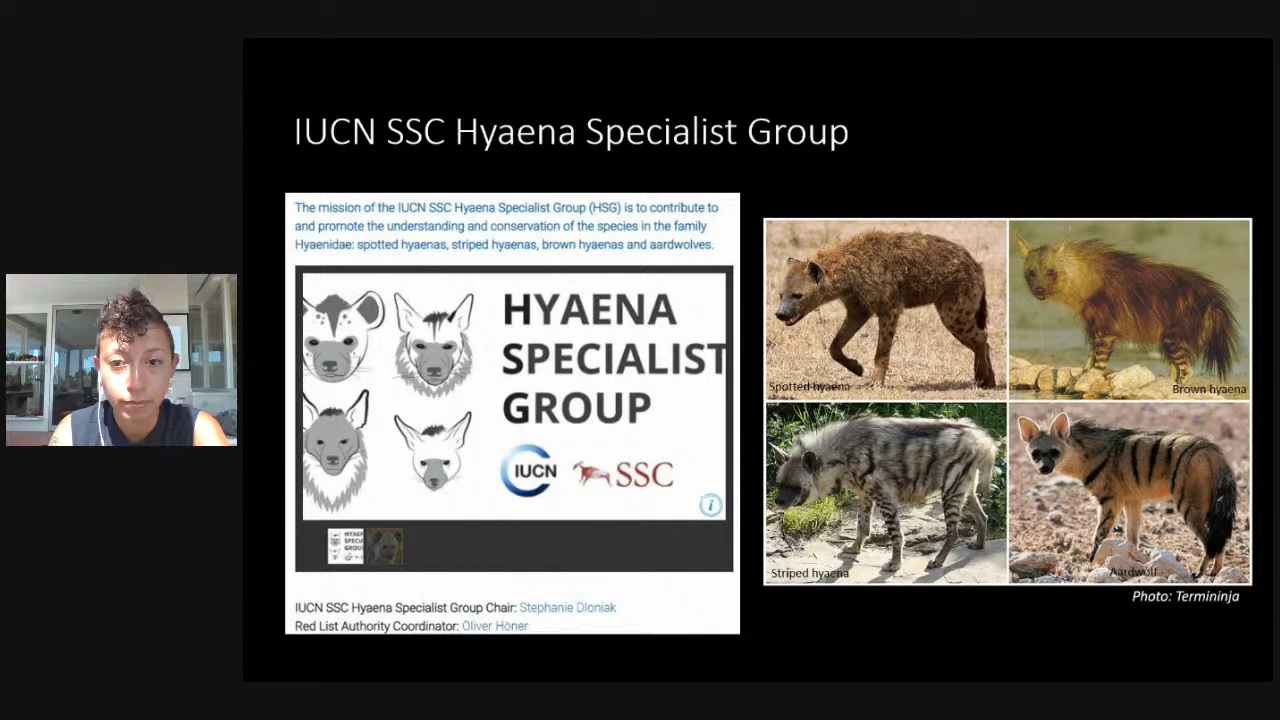 IUCN SSC Hyaena Specialist Group
The mission of the IUCN SSC Hyaena Specialist Group (HSG) is to contribute to
and promote the understanding and conservation of the species in the family
Hyaenidae: spotted hyaenas, striped hyaenas, brown hyaenas and aardwolves.
HYAENA
SPECIALIST
GROUP
IUCN SSC
i
HYAEN
SPECI
GROU
IUCN SSC Hyaena Specialist Group Chair: Stephanie Dloniak
Red List Authority Coordinator: Oliver Höner
Spotted hyaena
Brown hyaena
Striped hyaena
Aardwolf
Photo: Termininja